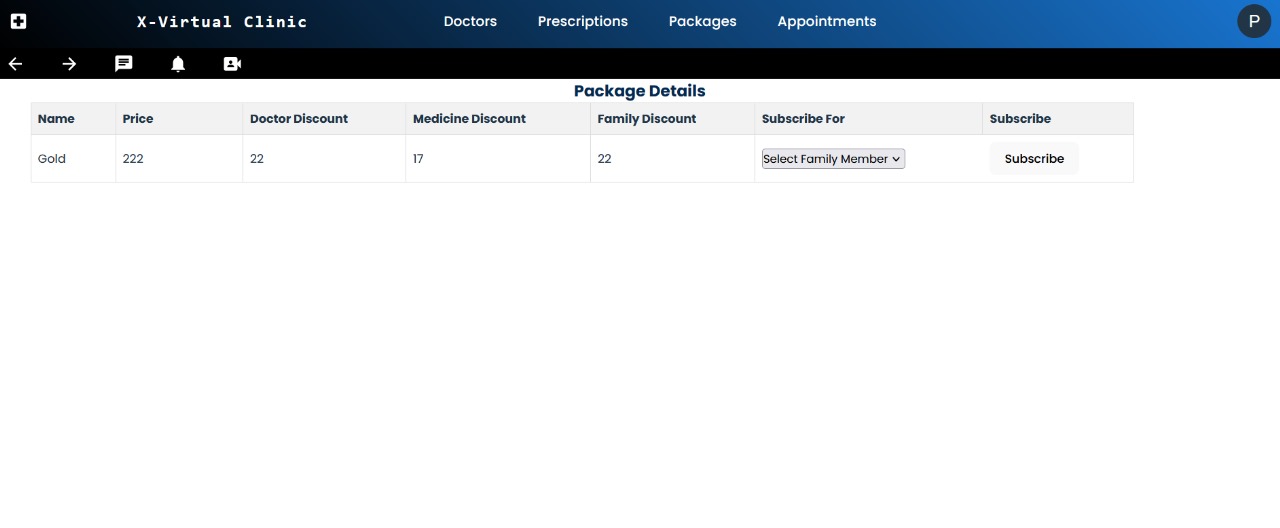 X-Virtual Clinic Doctors Prescriptions Packages Appointments P
Package Details
Name Price Doctor Discount Medicine Discount Family Discount Subscribe For Subscribe
Gold 222 22 17 22 Select Family Member Subscribe